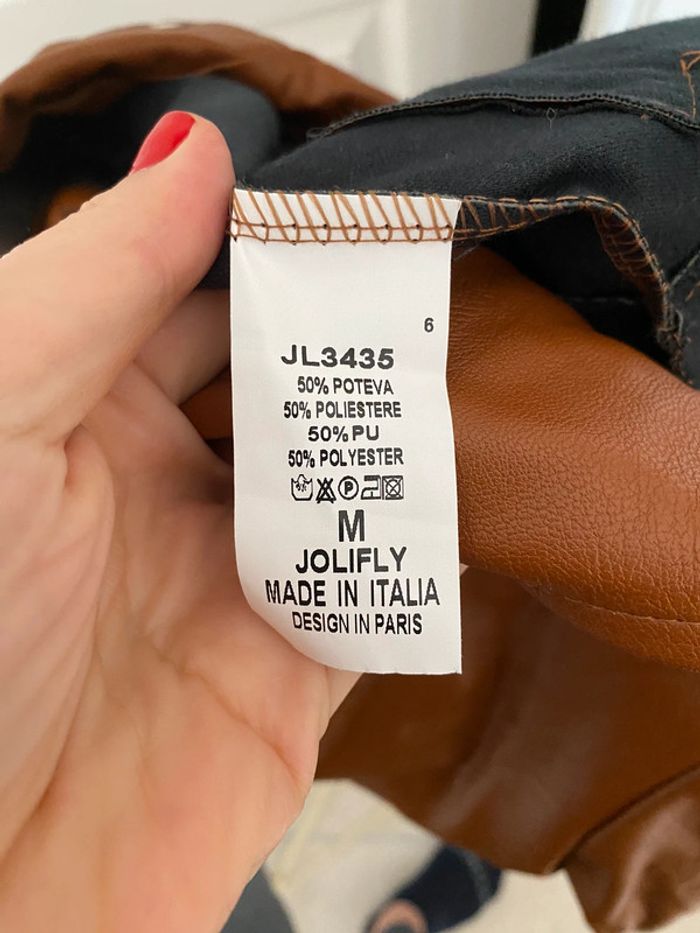 6
JL3435
50% POTEVA
50% POLIESTERE
50% PU
50% POLYESTER
P
M
JOLIFLY
MADE IN ITALIA
DESIGN IN PARIS